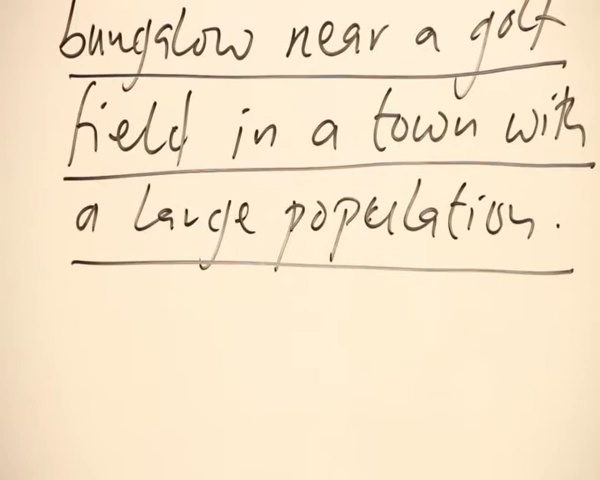 bungalow near a golf
field in a town with
a large population.